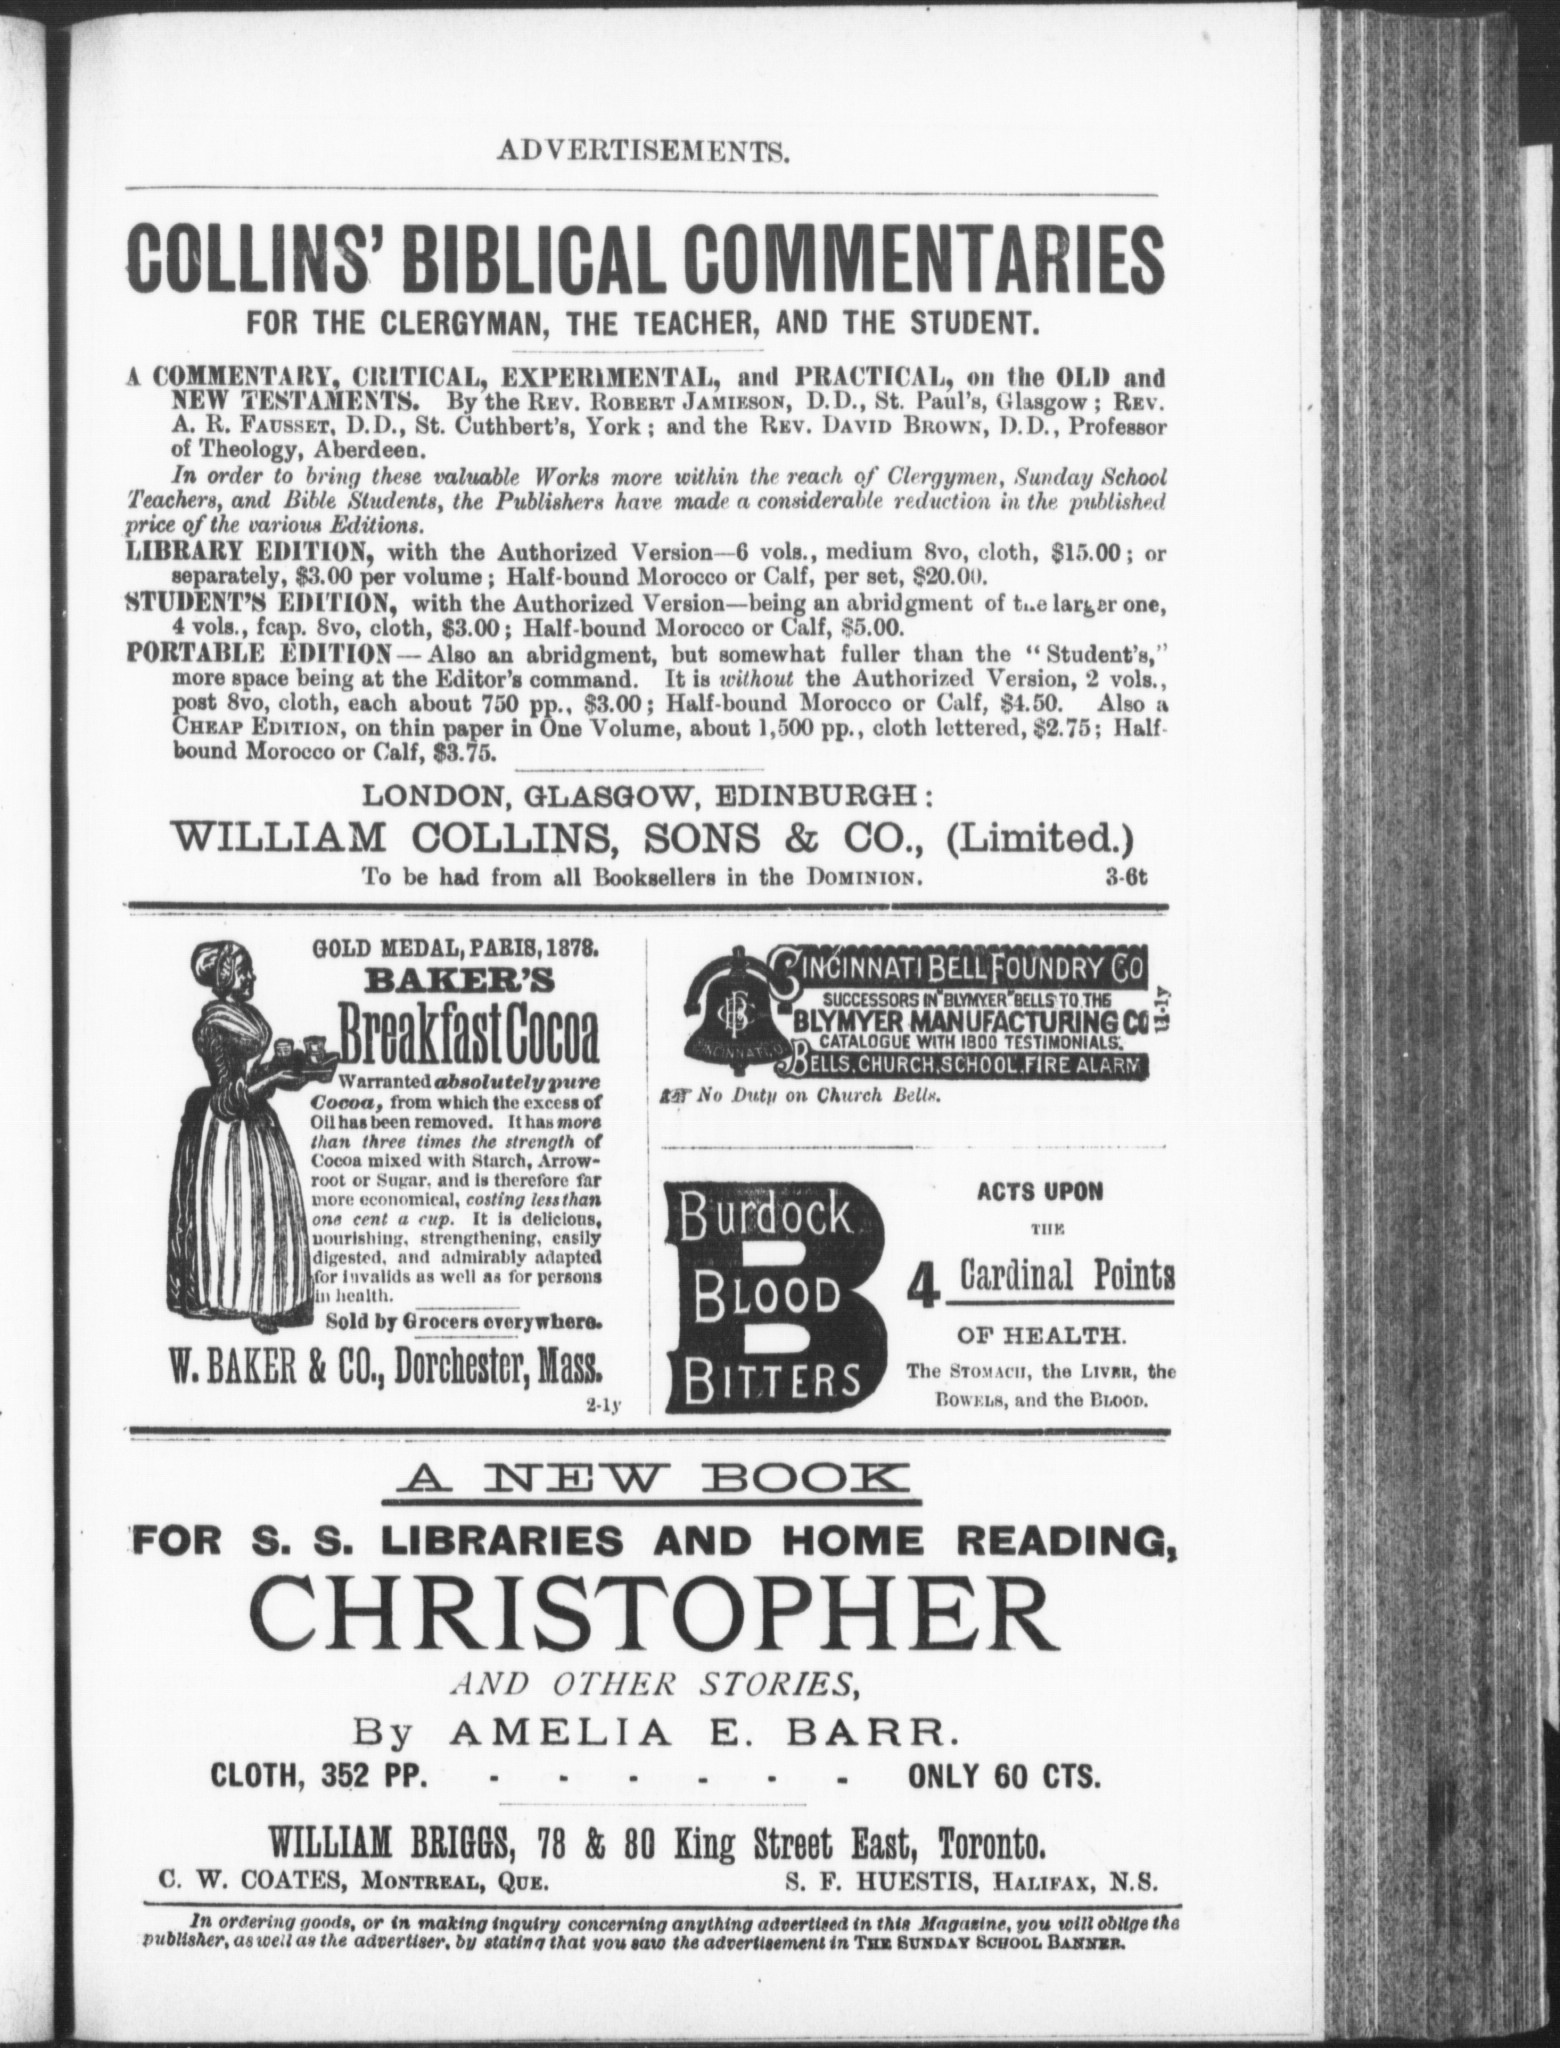 ADVERTISEMENTS.
COLLINS' BIBLICAL COMMENTARIES
FOR THE CLERGYMAN, THE TEACHER, AND THE STUDENT.
A COMMENTARY, CRITICAL, EXPERIMENTAL, and PRACTICAL, on the OLD and
NEW TESTAMENTS. By the REV. ROBERT JAMIESON, D.D., St. Paul's, Glasgow; REV.
A. R. FAUSSET, D.D., St. Cuthbert's, York; and the REV. DAVID BROWN, D.D., Professor
of Theology, Aberdeen.
In order to bring these valuable Works more within the reach of Clergymen, Sunday School
Teachers, and Bible Students, the Publishers have made a considerable reduction in the published
price of the various Editions.
LIBRARY EDITION, with the Authorized Version—6 vols., medium 8vo, cloth, $15.00; or
separately, $3.00 per volume; Half-bound Morocco or Calf, per set, $20.00.
STUDENT'S EDITION, with the Authorized Version—being an abridgment of the larger one,
4 vols., fcap. 8vo, cloth, $3.00; Half-bound Morocco or Calf, $5.00.
PORTABLE EDITION—Also an abridgment, but somewhat fuller than the "Student's,"
more space being at the Editor's command. It is without the Authorized Version, 2 vols.,
post 8vo, cloth, each about 750 pp., $3.00; Half-bound Morocco or Calf, $4.50. Also a
CHEAP EDITION, on thin paper in One Volume, about 1,500 pp., cloth lettered, $2.75; Half-
bound Morocco or Calf, $3.75.
LONDON, GLASGOW, EDINBURGH:
WILLIAM COLLINS, SONS & CO., (Limited.)
To be had from all Booksellers in the DOMINION. 3-6t
GOLD MEDAL, PARIS, 1878.
BAKER'S
Breakfast Cocoa
Warranted absolutely pure
Cocoa, from which the excess of
Oil has been removed. It has more
than three times the strength of
Cocoa mixed with Starch, Arrow-
root or Sugar, and is therefore far
more economical, costing less than
one cent a cup. It is delicious,
nourishing, strengthening, easily
digested, and admirably adapted
for invalids as well as for persons
in health.
Sold by Grocers everywhere.
W. BAKER & CO., Dorchester, Mass.
2-1y
CINCINNATI BELL FOUNDRY CO
SUCCESSORS IN "BLYMYER" BELLS TO THE
BLYMYER MANUFACTURING CO
CATALOGUE WITH 1800 TESTIMONIALS.
BELLS, CHURCH, SCHOOL, FIRE ALARM
11-1y
☞ No Duty on Church Bells.
BURDOCK
BLOOD
BITTERS
ACTS UPON
THE
4 Cardinal Points
OF HEALTH.
The STOMACH, the LIVER, the
BOWELS, and the BLOOD.
A NEW BOOK
FOR S. S. LIBRARIES AND HOME READING,
CHRISTOPHER
AND OTHER STORIES,
By AMELIA E. BARR.
CLOTH, 352 PP. - - - - - - ONLY 60 CTS.
WILLIAM BRIGGS, 78 & 80 King Street East, Toronto.
C. W. COATES, MONTREAL, QUE. S. F. HUESTIS, HALIFAX, N.S.
In ordering goods, or in making inquiry concerning anything advertised in this Magazine, you will oblige the
publisher, as well as the advertiser, by stating that you saw the advertisement in THE SUNDAY SCHOOL BANNER.